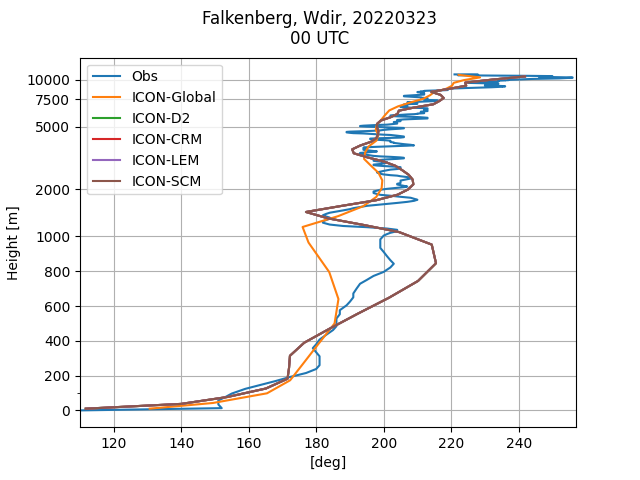 Falkenberg, Wdir, 20220323
00 UTC
Obs
ICON-Global
ICON-D2
ICON-CRM
ICON-LEM
ICON-SCM
Height [m]
10000
7500
5000
2000
1000
800
600
400
200
0
120 140 160 180 200 220 240
[deg]